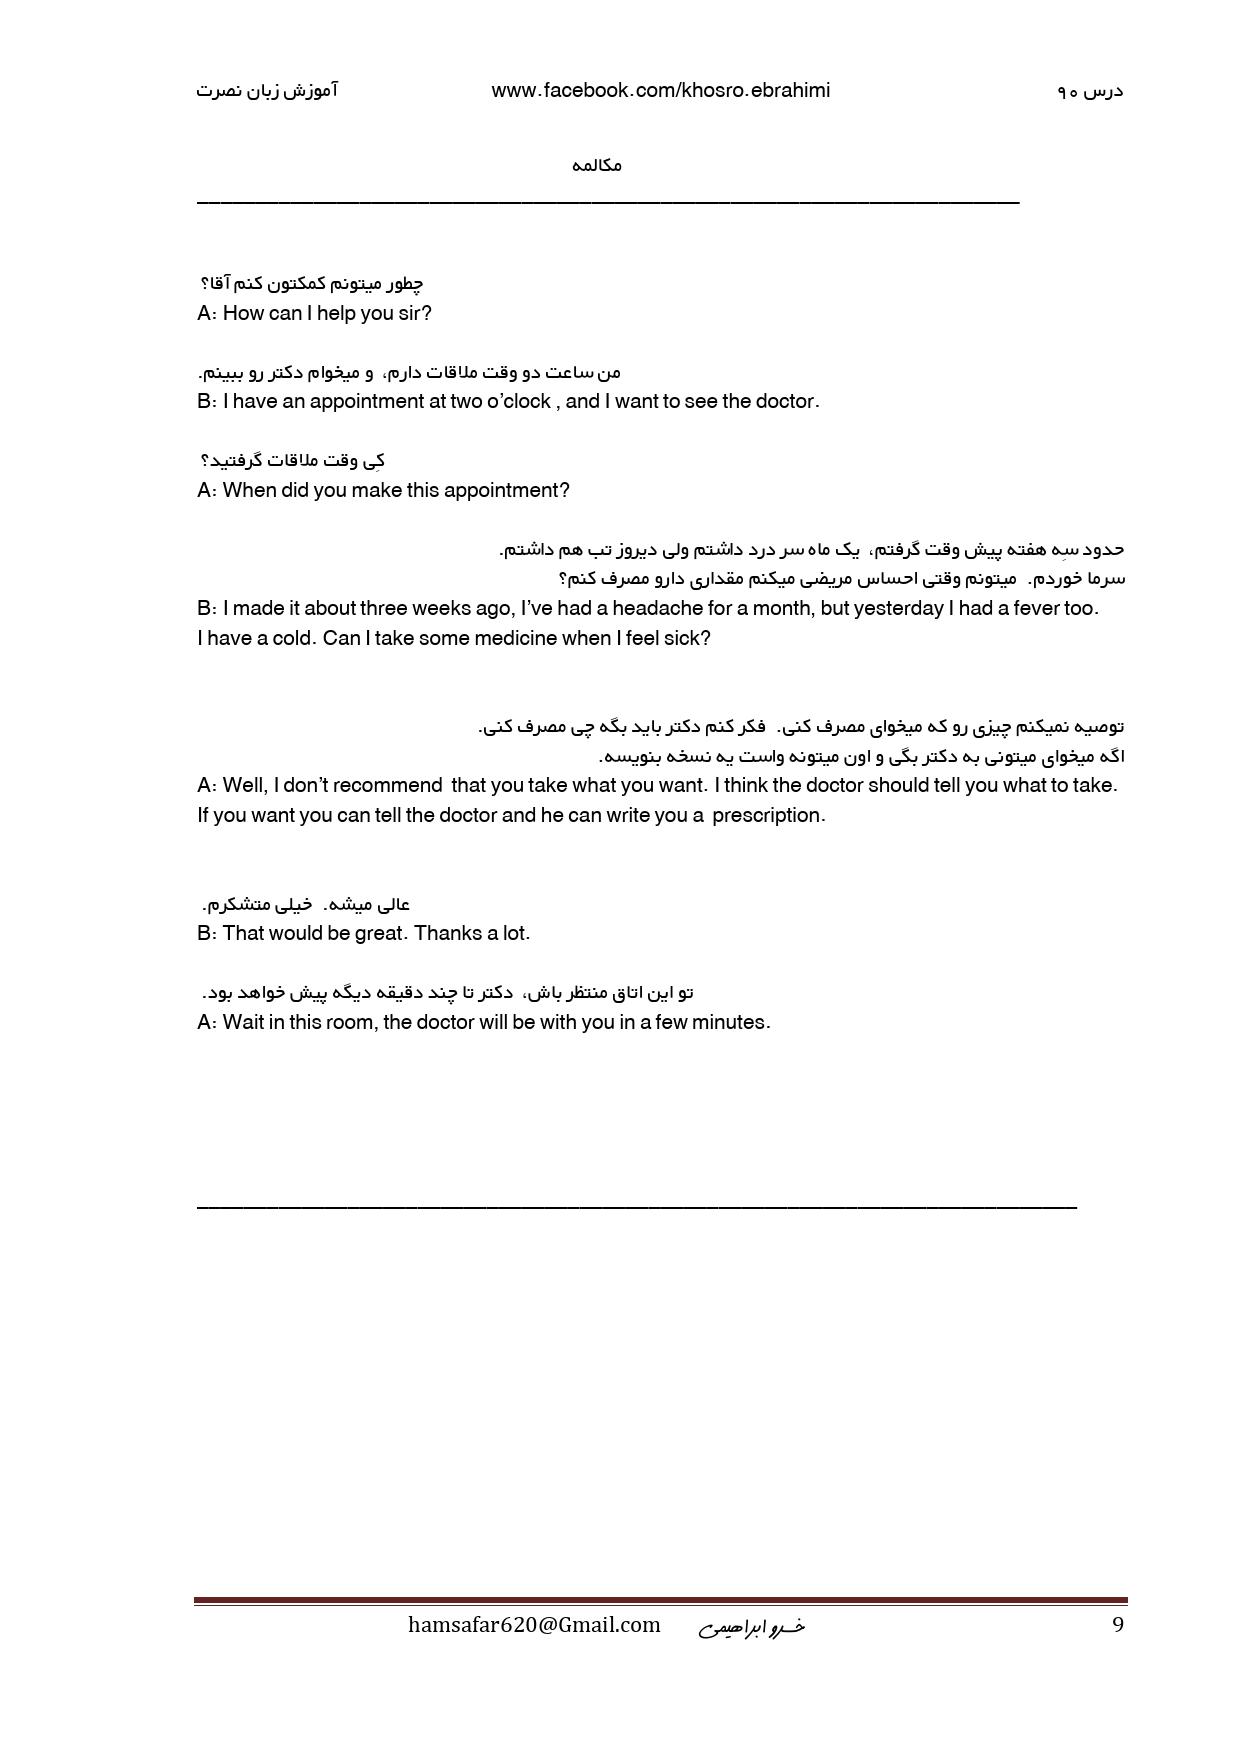 آموزش زبان نصرت www.facebook.com/khosro.ebrahimi درس ۹۰
مکالمه
چطور میتونم کمکتون کنم آقا؟
A: How can I help you sir?
من ساعت دو وقت ملاقات دارم، و میخوام دکتر رو ببینم.
B: I have an appointment at two o’clock , and I want to see the doctor.
کِی وقت ملاقات گرفتید؟
A: When did you make this appointment?
حدود سِه هفته پیش وقت گرفتم، یک ماه سر درد داشتم ولی دیروز تب هم داشتم.
سرما خوردم. میتونم وقتی احساس مریضی میکنم مقداری دارو مصرف کنم؟
B: I made it about three weeks ago, I’ve had a headache for a month, but yesterday I had a fever too.
I have a cold. Can I take some medicine when I feel sick?
توصیه نمیکنم چیزی رو که میخوای مصرف کنی. فکر کنم دکتر باید بگه چی مصرف کنی.
اگه میخوای میتونی به دکتر بگی و اون میتونه واست یه نسخه بنویسه.
A: Well, I don’t recommend that you take what you want. I think the doctor should tell you what to take.
If you want you can tell the doctor and he can write you a prescription.
عالی میشه. خیلی متشکرم.
B: That would be great. Thanks a lot.
تو این اتاق منتظر باش، دکتر تا چند دقیقه دیگه پیش خواهد بود.
A: Wait in this room, the doctor will be with you in a few minutes.
hamsafar620@Gmail.com خسرو ابراهیمی 9